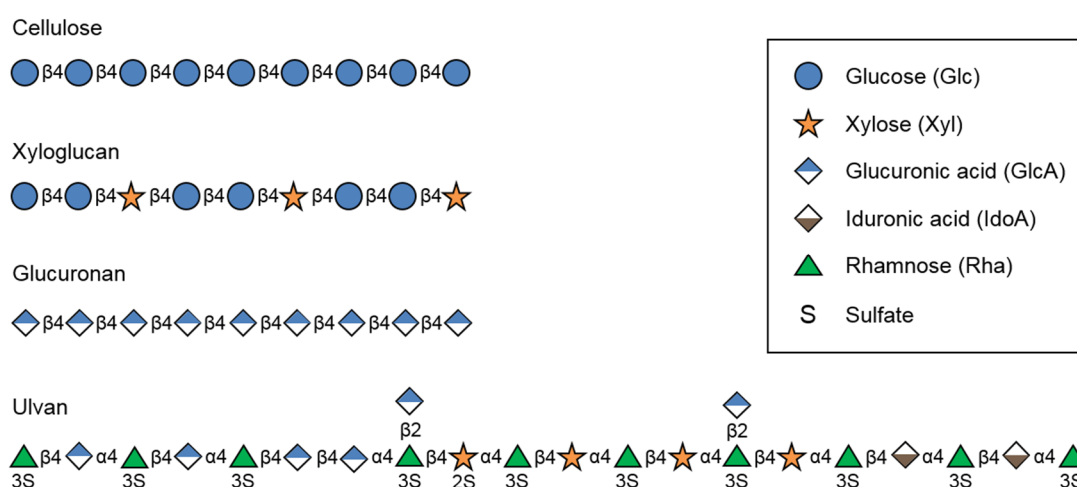 Cellulose
β4 β4 β4 β4 β4 β4 β4 β4
Xyloglucan
β4 β4 β4 β4 β4 β4 β4 β4
Glucuronan
β4 β4 β4 β4 β4 β4 β4 β4
Ulvan
β2 β2
β4 α4 β4 α4 β4 β4 α4 β4 α4 β4 α4 β4 α4 β4 α4 β4 α4 β4 α4
3S 3S 3S 3S 2S 3S 3S 3S 3S 3S 3S
Glucose (Glc)
Xylose (Xyl)
Glucuronic acid (GlcA)
Iduronic acid (IdoA)
Rhamnose (Rha)
S Sulfate